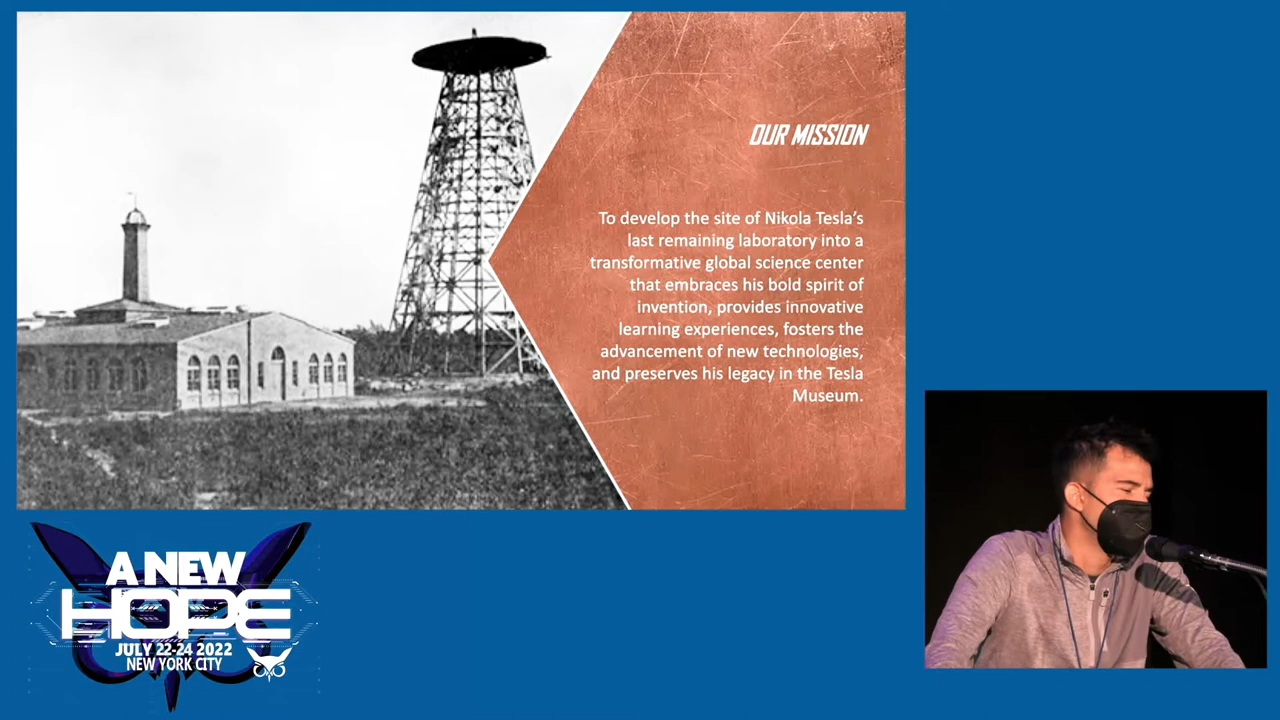 OUR MISSION
To develop the site of Nikola Tesla's
last remaining laboratory into a
transformative global science center
that embraces his bold spirit of
invention, provides innovative
learning experiences, fosters the
advancement of new technologies,
and preserves his legacy in the Tesla
Museum.
A NEW
HOPE
JULY 22-24 2022
NEW YORK CITY